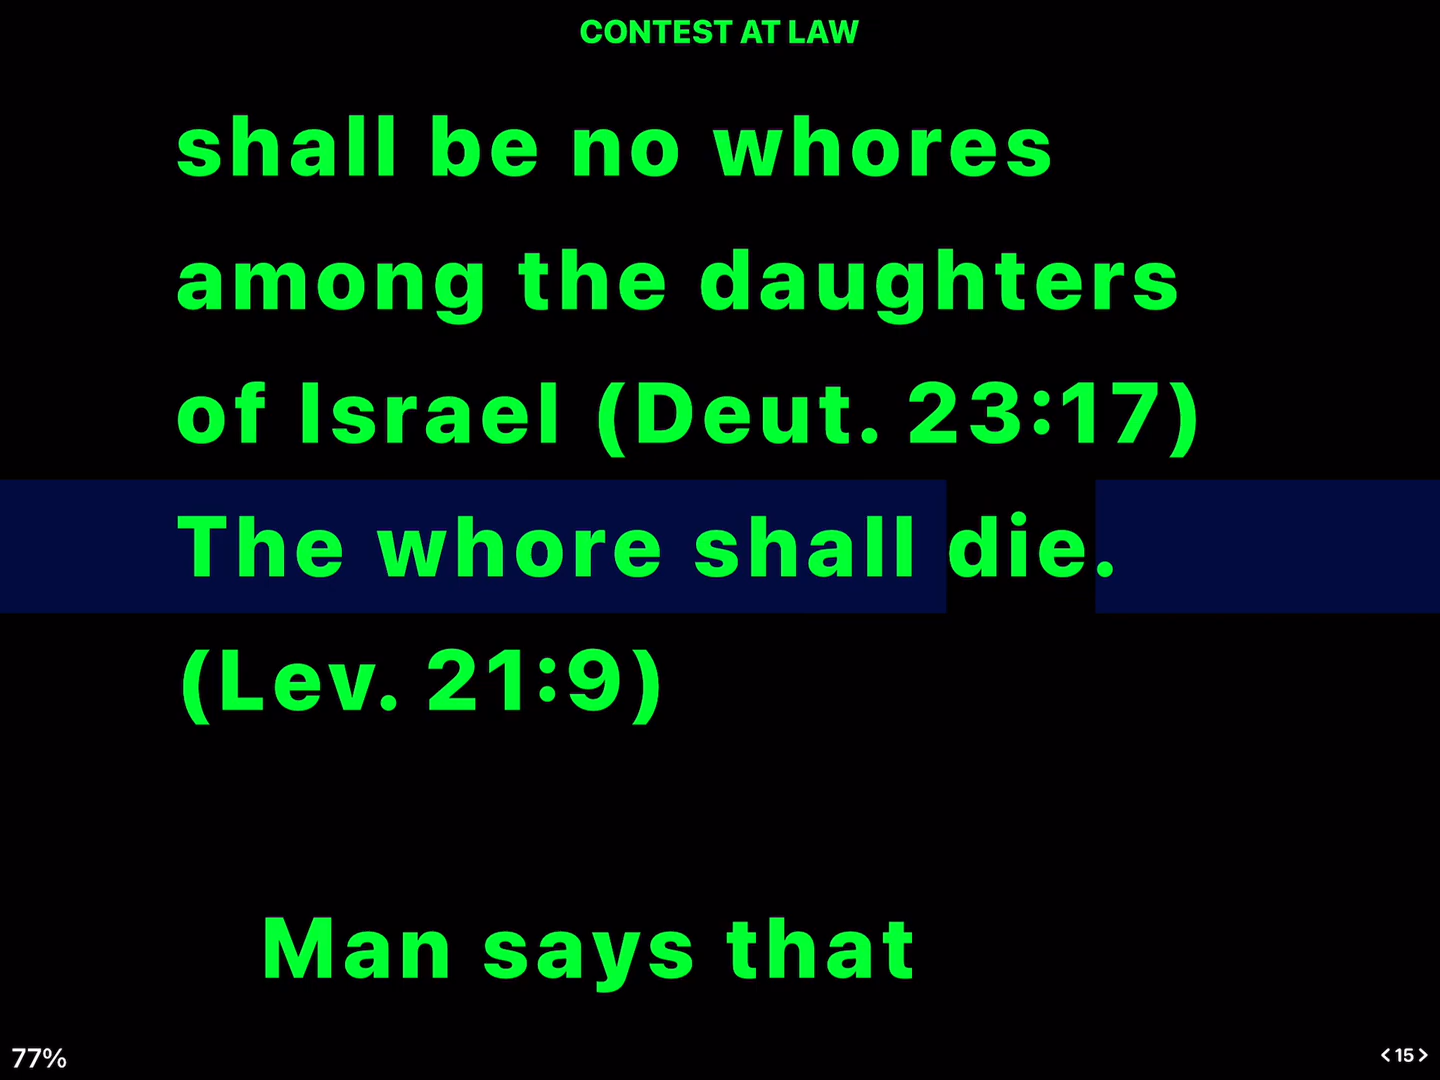 CONTEST AT LAW
shall be no whores
among the daughters
of Israel (Deut. 23:17)
The whore shall die.
(Lev. 21:9)
Man says that
77%
<15>